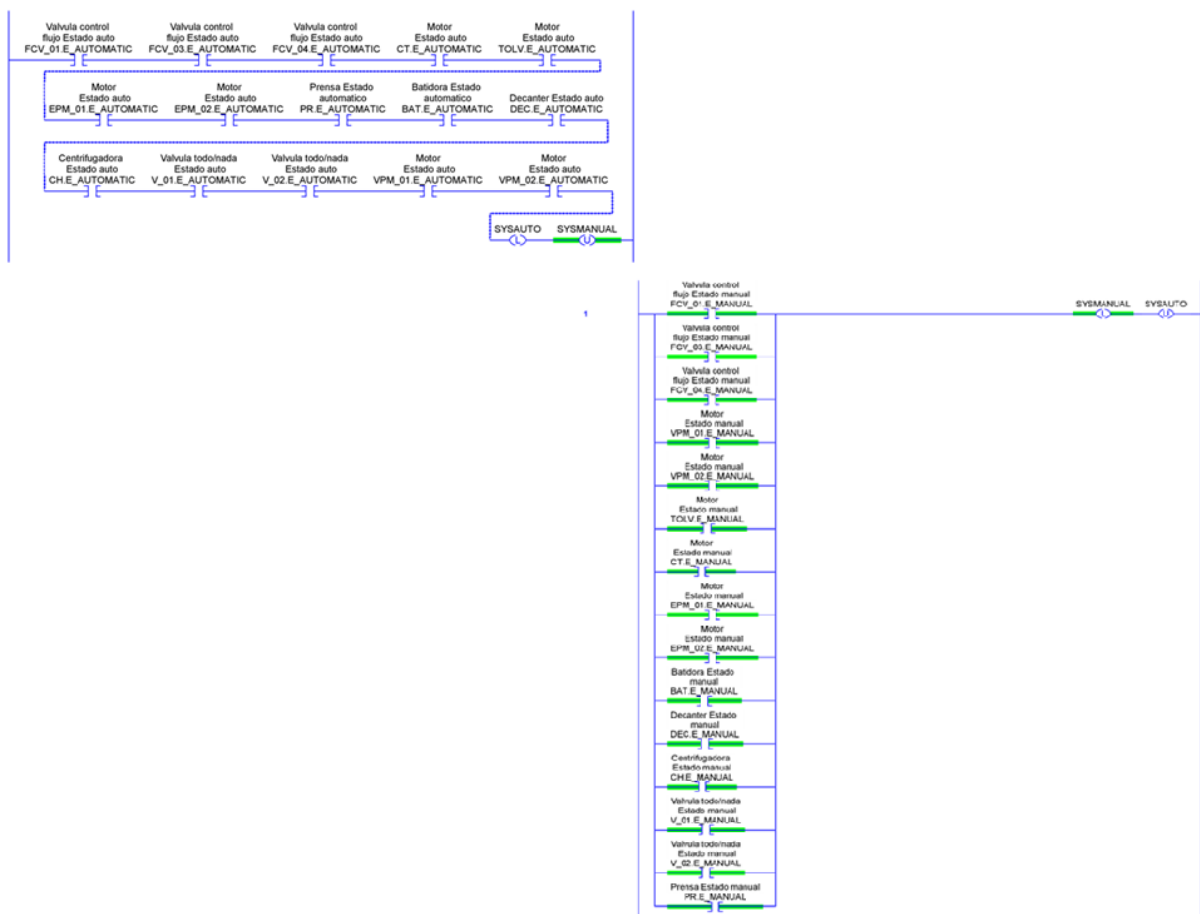 Valvula control
flujo Estado auto
FCV_01.E_AUTOMATIC
Valvula control
flujo Estado auto
FCV_03.E_AUTOMATIC
Valvula control
flujo Estado auto
FCV_04.E_AUTOMATIC
Motor
Estado auto
CT.E_AUTOMATIC
Motor
Estado auto
TOLV.E_AUTOMATIC
Motor
Estado auto
EPM_01.E_AUTOMATIC
Motor
Estado auto
EPM_02.E_AUTOMATIC
Prensa Estado
automatico
PR.E_AUTOMATIC
Batidora Estado
automatico
BAT.E_AUTOMATIC
Decanter Estado auto
DEC.E_AUTOMATIC
Centrifugadora
Estado auto
CH.E_AUTOMATIC
Valvula todo/nada
Estado auto
V_01.E_AUTOMATIC
Valvula todo/nada
Estado auto
V_02.E_AUTOMATIC
Motor
Estado auto
VPM_01.E_AUTOMATIC
Motor
Estado auto
VPM_02.E_AUTOMATIC
SYSAUTO
L
SYSMANUAL
U
1
Valvula control
flujo Estado manual
FCV_01.E_MANUAL
SYSMANUAL
L
SYSAUTO
U
Valvula control
flujo Estado manual
FCV_03.E_MANUAL
Valvula control
flujo Estado manual
FCV_04.E_MANUAL
Motor
Estado manual
VPM_01.E_MANUAL
Motor
Estado manual
VPM_02.E_MANUAL
Motor
Estado manual
TOLV.E_MANUAL
Motor
Estado manual
CT.E_MANUAL
Motor
Estado manual
EPM_01.E_MANUAL
Motor
Estado manual
EPM_02.E_MANUAL
Batidora Estado
manual
BAT.E_MANUAL
Decanter Estado
manual
DEC.E_MANUAL
Centrifugadora
Estado manual
CH.E_MANUAL
Valvula todo/nada
Estado manual
V_01.E_MANUAL
Valvula todo/nada
Estado manual
V_02.E_MANUAL
Prensa Estado manual
PR.E_MANUAL